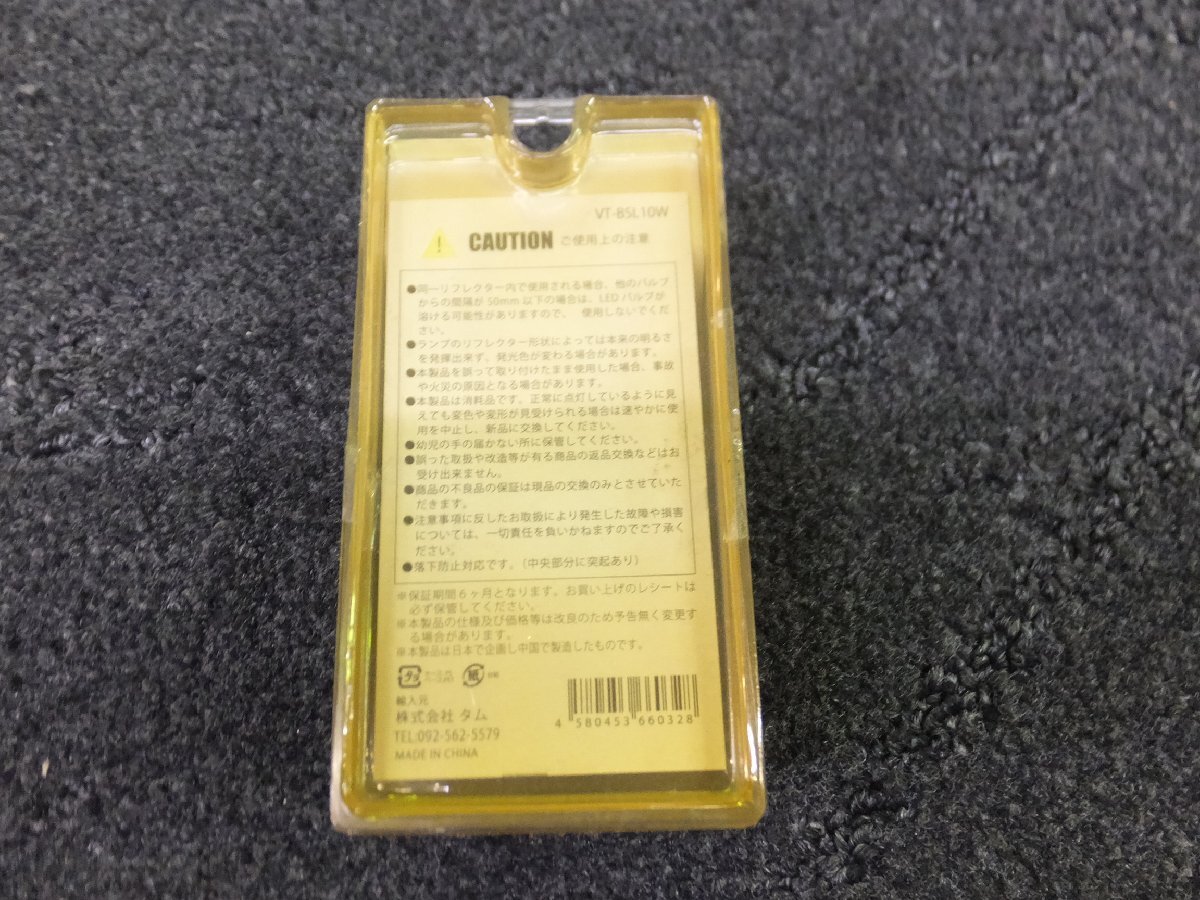 VT-BSL10W
CAUTION ご使用上の注意
●同一リフレクター内で使用される場合、他のバルブ
からの間隔が 50mm 以下の場合は、LED バルブが
溶ける可能性がありますので、 使用しないでくだ
さい。
●ランプのリフレクター形状によっては本来の明るさ
を発揮出来ず、発光色が変わる場合があります。
●本製品を誤って取り付けたまま使用した場合、事故
や火災の原因となる場合があります。
●本製品は消耗品です。正常に点灯しているように見
えても変色や変形が見受けられる場合は速やかに使
用を中止し、新品に交換してください。
●幼児の手の届かない所に保管してください。
●誤った取扱や改造等が有る商品の返品交換などはお
受け出来ません。
●商品の不良品の保証は現品の交換のみとさせていた
だきます。
●注意事項に反したお取扱により発生した故障や損害
については、一切責任を負いかねますのでご了承く
ださい。
●落下防止対応です。(中央部分に突起あり)
※保証期間6ヶ月となります。お買い上げのレシートは
必ず保管してください。
※本製品の仕様及び価格等は改良のため予告無く変更す
る場合があります。
※本製品は日本で企画し中国で製造したものです。
プラ
紙
輸入元
株式会社 タム
TEL:092-562-5579
MADE IN CHINA
4 580453 660328